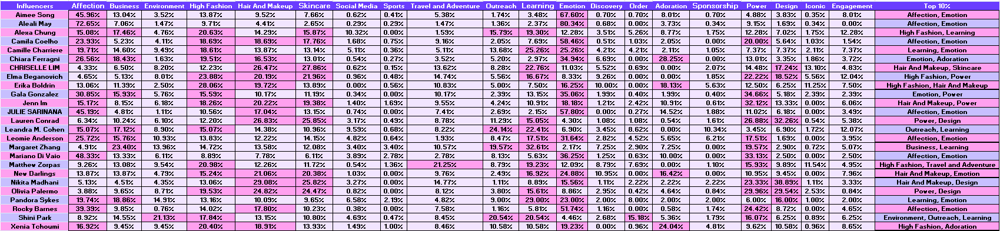 Influencers Affection Business Environment High Fashion Hair And Makeup Skincare Social Media Sports Travel and Adventure Outreach Learning Emotion Discovery Order Adoration Sponsorship Power Design Iconic Engagement Top 10%
Aimee Song 45.96% 13.04% 3.52% 13.87% 9.52% 7.66% 0.62% 0.41% 5.38% 1.74% 3.48% 67.60% 0.70% 0.70% 8.01% 0.70% 4.88% 3.83% 0.35% 8.01% Affection, Emotion
Aleali May 72.65% 7.06% 1.47% 9.71% 4.41% 2.65% 0.29% 0.29% 1.47% 1.36% 2.37% 80.34% 0.68% 0.00% 3.73% 0.34% 9.15% 1.69% 0.34% 0.00% Affection, Emotion
Alexa Chung 15.08% 17.46% 4.76% 20.63% 14.29% 15.87% 10.32% 0.00% 1.59% 15.79% 19.30% 12.28% 3.51% 5.26% 8.77% 1.75% 12.28% 7.02% 1.75% 12.28% High Fashion, Learning
Camila Coelho 23.93% 5.23% 4.11% 18.69% 18.69% 17.76% 1.68% 0.75% 9.16% 2.05% 7.69% 58.46% 0.51% 1.03% 2.05% 0.00% 20.00% 5.64% 1.03% 1.54% Affection, Emotion
Camille Charriere 19.71% 14.60% 9.49% 18.61% 13.87% 13.14% 5.11% 0.36% 5.11% 13.68% 25.26% 25.26% 4.21% 4.21% 2.11% 1.05% 7.37% 7.37% 2.11% 7.37% Learning, Emotion
Chiara Ferragni 26.56% 18.43% 1.63% 19.51% 16.53% 13.01% 0.54% 0.27% 3.52% 5.20% 2.97% 34.94% 6.69% 0.00% 28.25% 0.00% 13.01% 3.35% 1.86% 3.72% Emotion, Adoration
CHRISELLE LIM 4.33% 6.50% 8.20% 12.23% 26.47% 27.86% 0.62% 0.15% 13.62% 8.28% 22.76% 11.03% 5.52% 0.69% 0.00% 2.07% 14.48% 17.24% 13.10% 4.83% Hair And Makeup, Skincare
Elma Beganovich 4.65% 5.13% 8.01% 23.88% 20.19% 21.96% 0.96% 0.48% 14.74% 5.56% 16.67% 8.33% 9.26% 0.00% 0.00% 1.85% 22.22% 18.52% 5.56% 12.04% High Fashion, Power
Erika Boldrin 13.06% 11.39% 2.50% 28.06% 19.72% 13.89% 0.00% 0.56% 10.83% 5.00% 7.50% 16.25% 10.00% 0.00% 18.13% 5.63% 12.50% 6.25% 11.25% 7.50% High Fashion, Hair And Makeup
Gala Gonzalez 30.85% 15.93% 5.76% 15.59% 10.17% 11.19% 0.34% 0.00% 10.17% 2.39% 13.15% 35.06% 1.99% 0.40% 1.99% 0.40% 34.66% 5.18% 2.39% 2.39% Emotion, Power
Jenn Im 15.17% 8.15% 6.18% 18.26% 20.22% 19.38% 1.40% 1.69% 9.55% 4.24% 10.91% 18.18% 1.21% 2.42% 10.91% 0.61% 32.12% 13.33% 0.00% 6.06% Hair And Makeup, Power
JULIE SARINANA 45.19% 4.81% 1.11% 10.56% 17.04% 13.15% 0.74% 0.00% 7.41% 2.69% 2.15% 57.80% 0.00% 0.27% 14.52% 1.88% 11.02% 6.18% 0.00% 3.49% Affection, Emotion
Lauren Conrad 6.34% 10.24% 6.10% 12.20% 26.83% 25.85% 3.17% 0.49% 8.78% 11.29% 15.05% 4.30% 1.08% 1.08% 0.54% 1.61% 26.88% 32.26% 0.54% 5.38% Power, Design
Leandra M. Cohen 15.07% 17.12% 8.90% 15.07% 14.38% 10.96% 9.59% 0.68% 8.22% 24.14% 22.41% 6.90% 3.45% 8.62% 0.00% 10.34% 3.45% 6.90% 1.72% 12.07% Outreach, Learning
Leomie Anderson 25.72% 15.76% 10.93% 13.83% 12.22% 14.15% 4.82% 0.64% 1.93% 8.47% 17.51% 31.64% 2.82% 4.52% 5.65% 6.21% 17.51% 1.69% 0.00% 3.95% Affection, Emotion
Margaret Zhang 4.91% 23.40% 13.96% 14.72% 13.58% 12.08% 3.40% 3.40% 10.57% 19.57% 32.61% 2.17% 7.25% 2.90% 7.25% 0.00% 19.57% 2.90% 0.72% 5.07% Business, Learning
Mariano Di Vaio 48.33% 13.33% 6.11% 8.89% 7.78% 6.11% 3.89% 2.78% 2.78% 8.13% 5.63% 36.25% 1.25% 0.63% 10.00% 0.00% 33.13% 2.50% 0.00% 2.50% Affection, Emotion
Matthew Zorpas 9.26% 13.08% 9.54% 20.98% 12.26% 11.72% 0.54% 1.36% 21.25% 8.79% 19.23% 12.09% 8.79% 7.69% 0.00% 1.10% 15.93% 9.89% 11.54% 4.95% High Fashion, Travel and Adventure
New Darlings 13.87% 13.87% 4.79% 15.24% 21.06% 20.38% 1.03% 0.00% 9.76% 2.49% 16.92% 24.88% 10.95% 0.00% 16.42% 0.00% 10.95% 9.45% 0.00% 7.96% Hair And Makeup, Emotion
Nikita Madhani 5.13% 4.51% 4.35% 13.06% 29.08% 25.82% 3.27% 0.00% 14.77% 1.11% 8.89% 15.56% 1.11% 2.22% 2.22% 2.22% 23.33% 38.89% 1.11% 3.33% Hair And Makeup, Design
Olivia Palermo 3.88% 9.65% 8.71% 19.53% 24.82% 24.47% 0.82% 0.00% 8.12% 3.80% 15.61% 8.86% 2.95% 0.42% 4.64% 0.84% 29.96% 29.54% 2.53% 0.84% Power, Design
Pandora Sykes 19.74% 18.86% 14.91% 13.16% 10.09% 9.65% 6.58% 2.19% 4.82% 9.00% 29.00% 23.00% 2.00% 8.00% 2.00% 2.00% 6.00% 16.00% 1.00% 2.00% Learning, Emotion
Rocky Barnes 39.39% 9.85% 0.76% 14.02% 17.80% 10.23% 0.38% 0.00% 7.58% 1.16% 5.81% 51.74% 1.16% 0.00% 0.58% 1.74% 24.42% 8.72% 0.00% 4.65% Affection, Emotion
Shini Park 8.92% 14.55% 21.13% 17.84% 13.15% 10.80% 4.69% 0.47% 8.45% 20.54% 20.54% 4.46% 2.68% 15.18% 5.36% 1.79% 16.07% 6.25% 0.89% 6.25% Environment, Outreach, Learning
Xenia Tchoumi 16.92% 9.45% 9.45% 20.40% 18.91% 13.93% 1.49% 1.00% 8.46% 10.58% 10.58% 19.23% 0.00% 0.96% 24.04% 4.81% 9.62% 10.58% 0.96% 8.65% High Fashion, Adoration